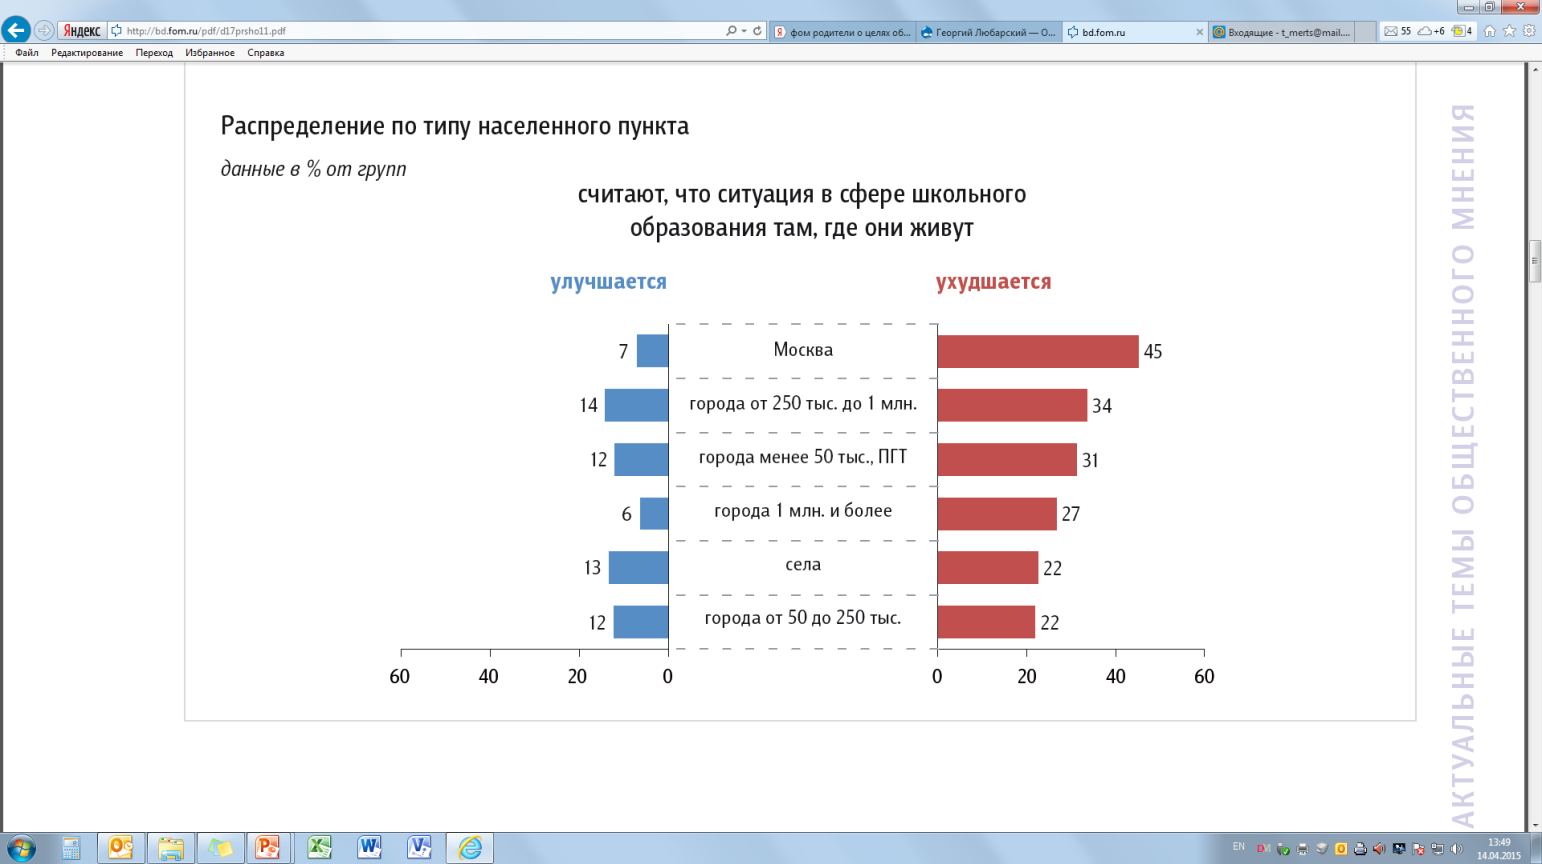 Яндекс
http://bd.fom.ru/pdf/d17prsho11.pdf
фом родители о целях об...
Георгий Любарский — О...
bd.fom.ru
Входящие - t_merts@mail....
55
+6
4
Файл Редактирование Переход Избранное Справка
Распределение по типу населенного пункта
данные в % от групп
считают, что ситуация в сфере школьного
образования там, где они живут
улучшается
ухудшается
7 Москва 45
14 города от 250 тыс. до 1 млн. 34
12 города менее 50 тыс., ПГТ 31
6 города 1 млн. и более 27
13 села 22
12 города от 50 до 250 тыс. 22
60 40 20 0 0 20 40 60
АКТУАЛЬНЫЕ ТЕМЫ ОБЩЕСТВЕННОГО МНЕНИЯ
EN
13:49
14.04.2015